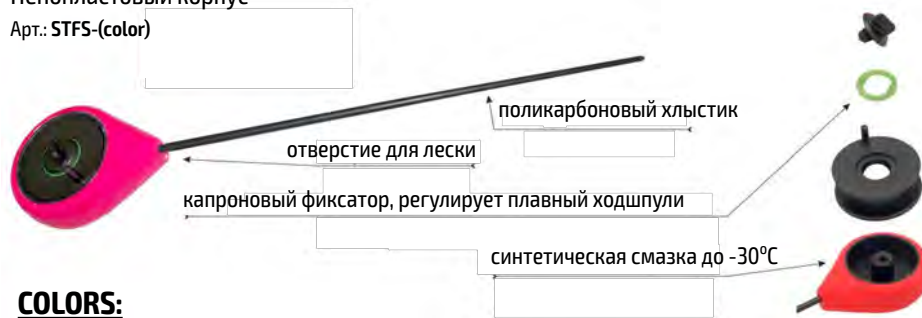 Пенопластовый корпус
Арт.: STFS-(color)
поликарбоновый хлыстик
отверстие для лески
капроновый фиксатор, регулирует плавный ходшпули
синтетическая смазка до -30°С
COLORS: